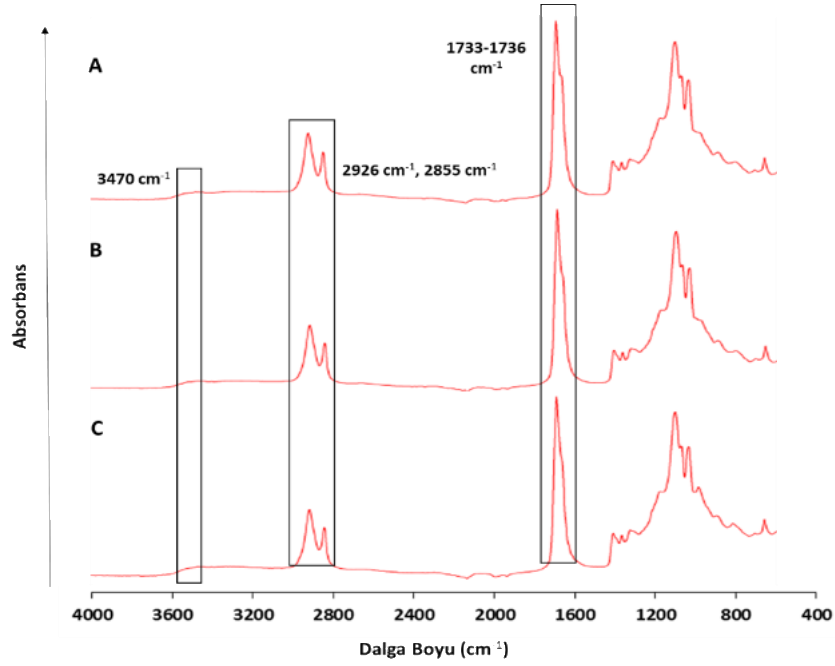 1733-1736
cm⁻¹
A
3470 cm⁻¹
2926 cm⁻¹, 2855 cm⁻¹
B
Absorbans
C
4000 3600 2800 2400 2000 1600 1200 800 400
Dalga Boyu (cm⁻¹)